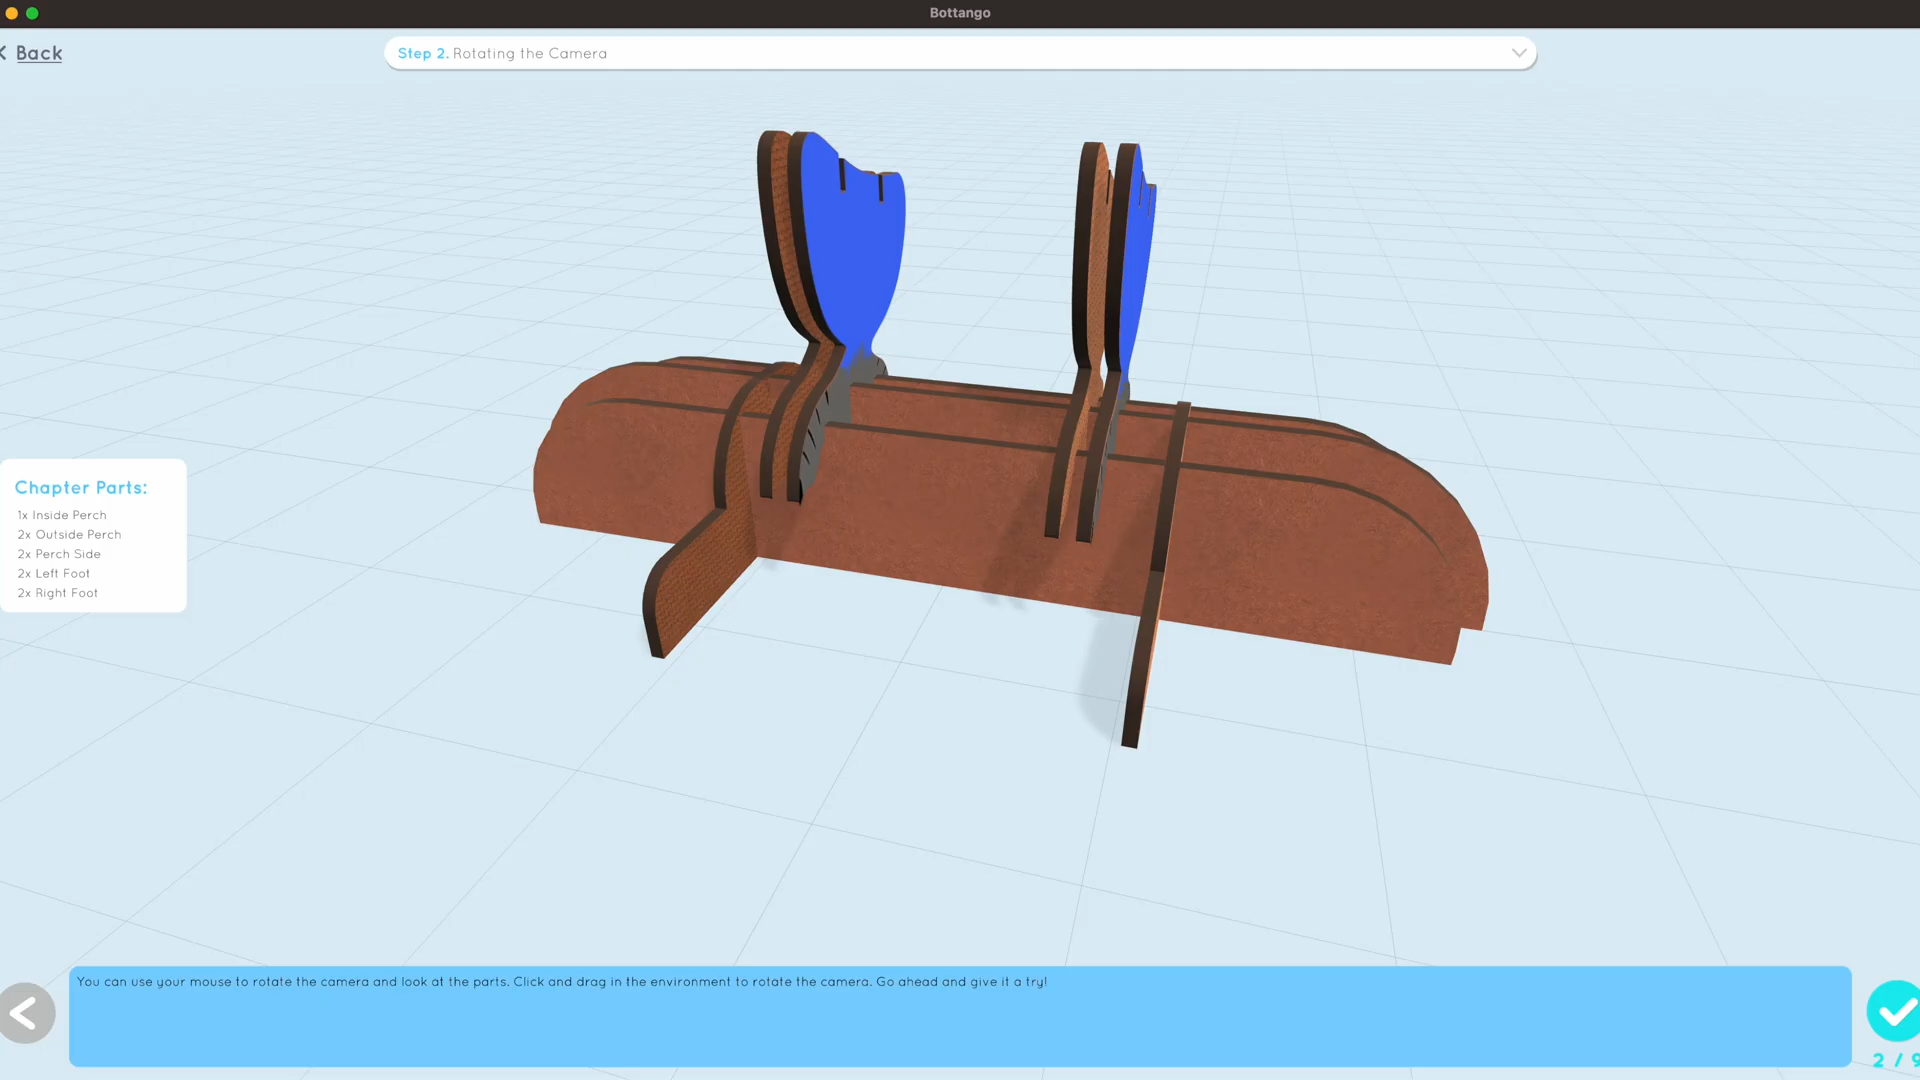 Bottango
Back
Step 2. Rotating the Camera
Chapter Parts:
1x Inside Perch
2x Outside Perch
2x Perch Side
2x Left Foot
2x Right Foot
You can use your mouse to rotate the camera and look at the parts. Click and drag in the environment to rotate the camera. Go ahead and give it a try!
2 / 9